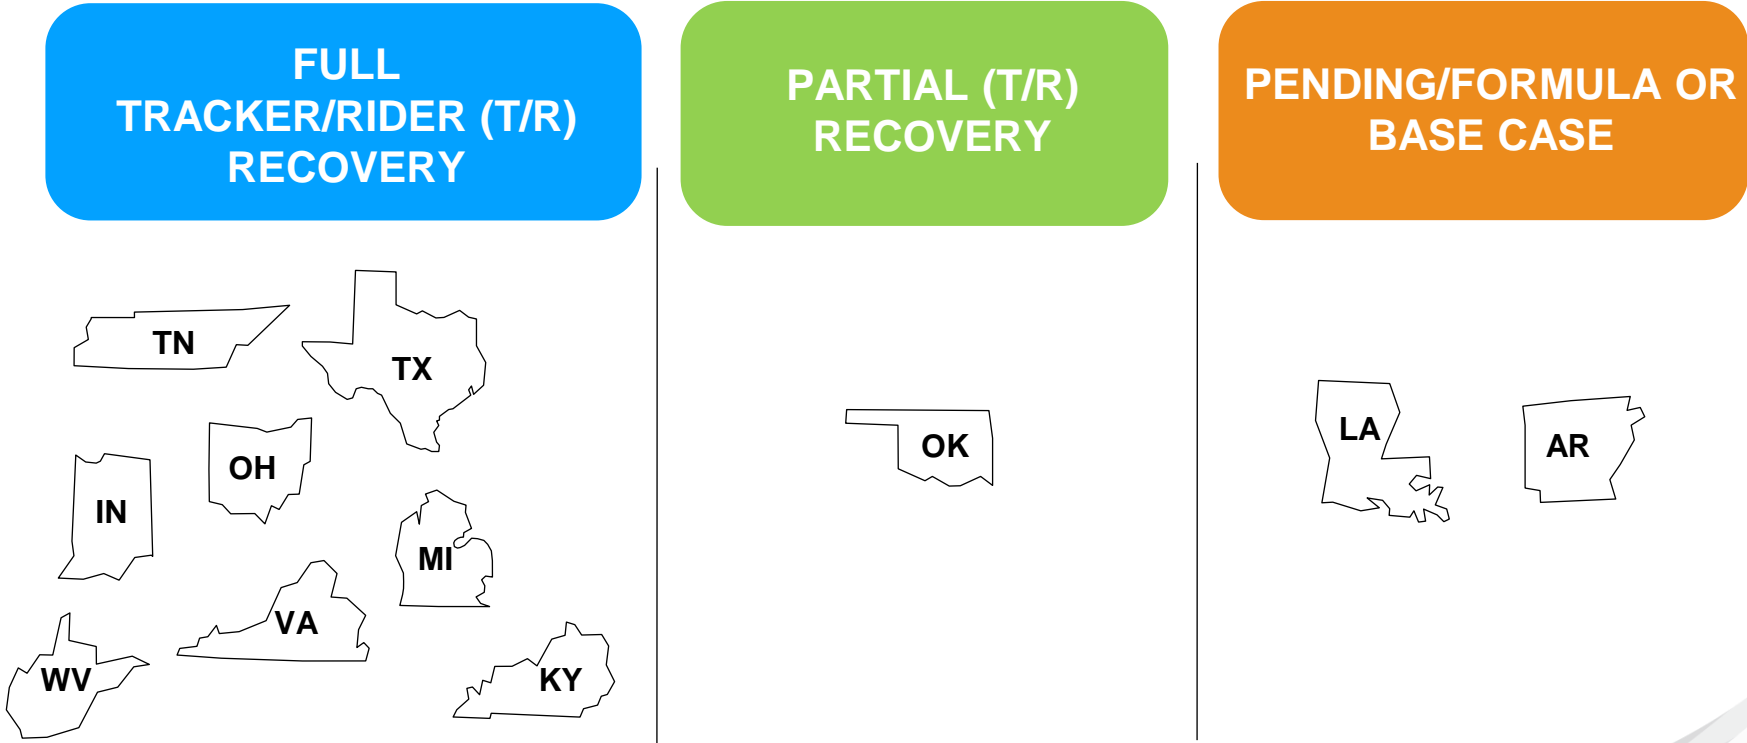 FULL
TRACKER/RIDER (T/R)
RECOVERY
PARTIAL (T/R)
RECOVERY
PENDING/FORMULA OR
BASE CASE
TN
TX
OH
IN
MI
VA
WV
KY
OK
LA
AR